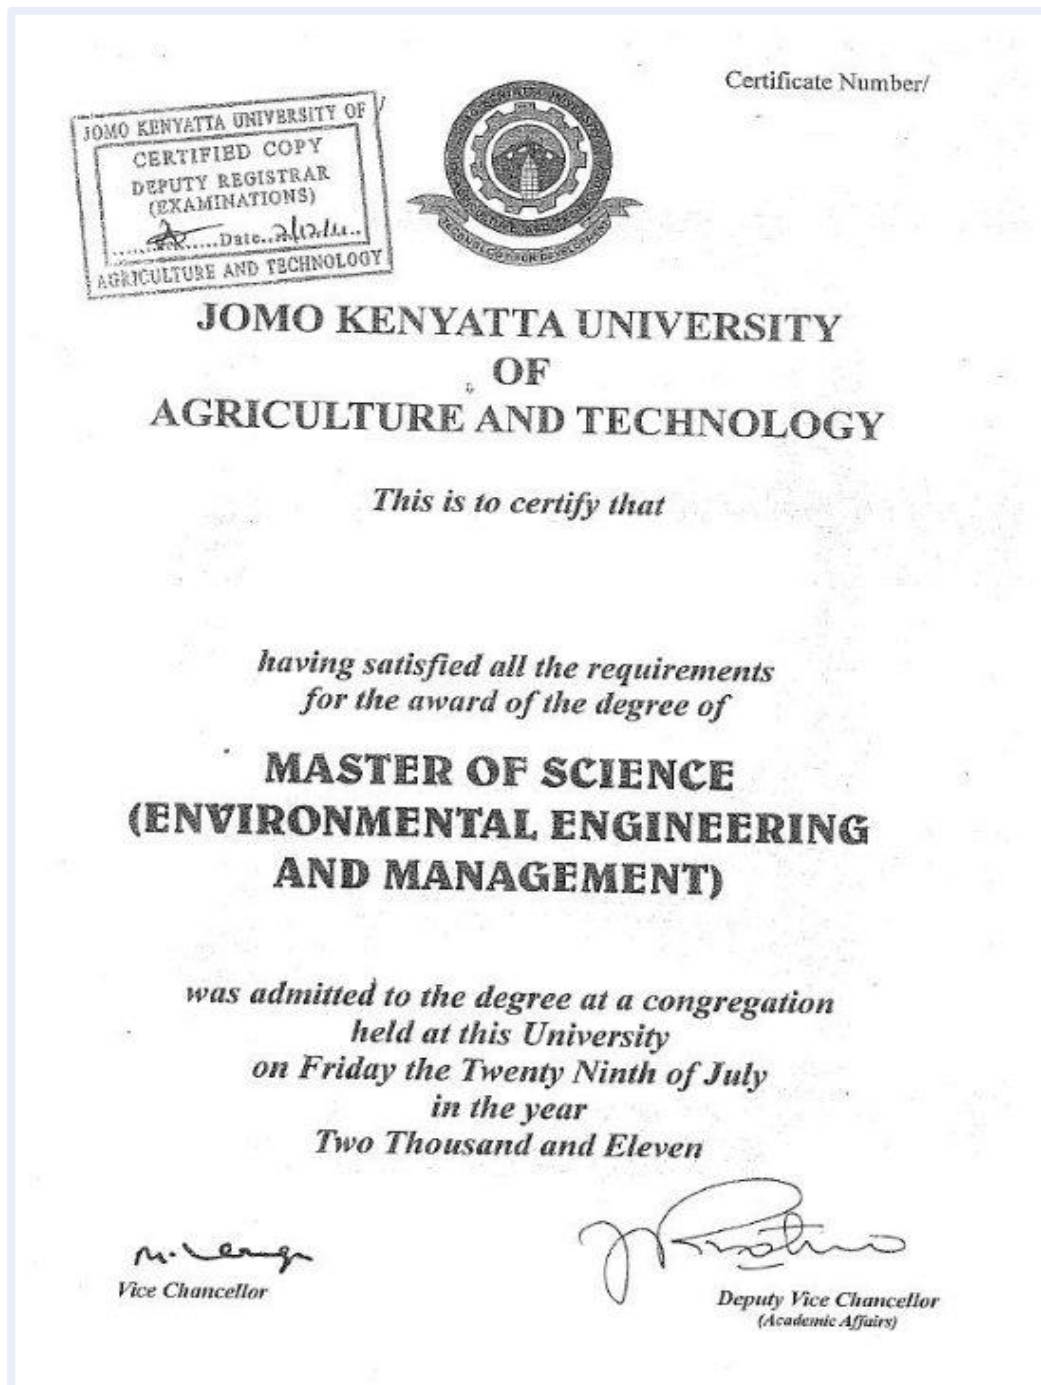 Certificate Number/
JOMO KENYATTA UNIVERSITY OF
CERTIFIED COPY
DEPUTY REGISTRAR
(EXAMINATIONS)
Date
AGRICULTURE AND TECHNOLOGY
JOMO KENYATTA UNIVERSITY
OF
AGRICULTURE AND TECHNOLOGY
This is to certify that
having satisfied all the requirements
for the award of the degree of
MASTER OF SCIENCE
(ENVIRONMENTAL ENGINEERING
AND MANAGEMENT)
was admitted to the degree at a congregation
held at this University
on Friday the Twenty Ninth of July
in the year
Two Thousand and Eleven
Vice Chancellor
Deputy Vice Chancellor
(Academic Affairs)